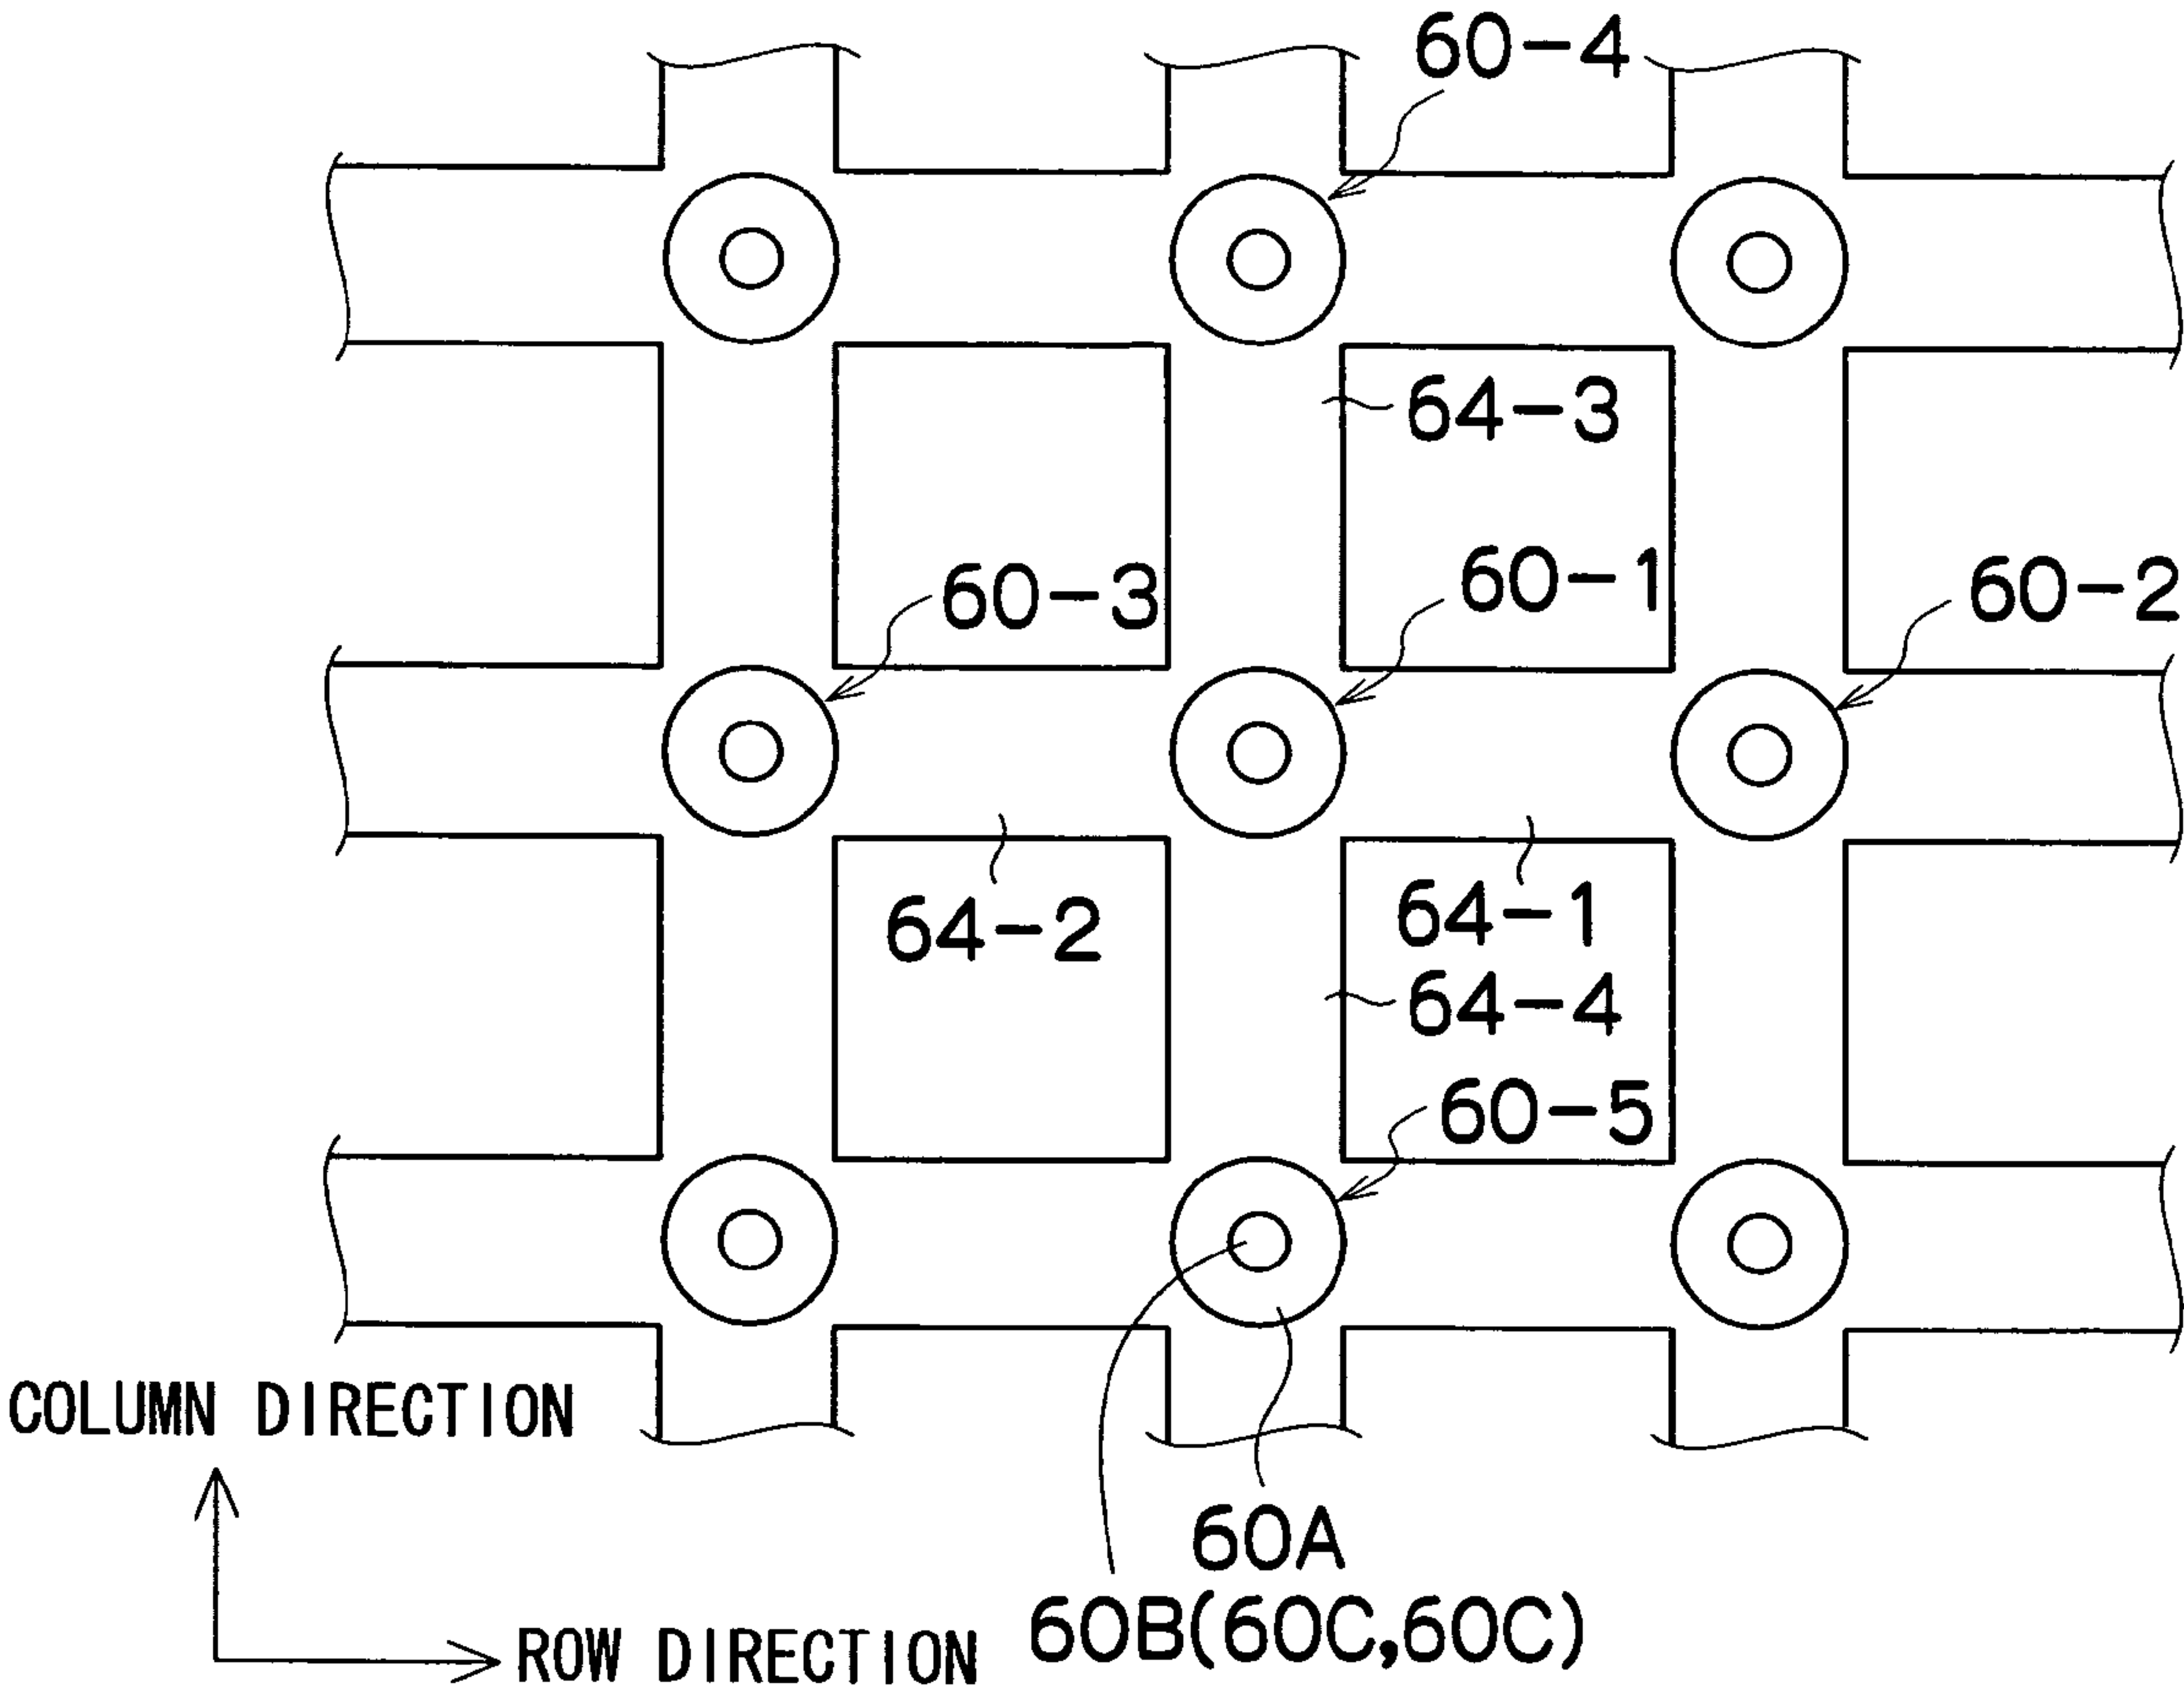 60-4
64-3
60-3
60-1
60-2
64-2
64-1
64-4
60-5
COLUMN DIRECTION
60A
60B(60C,60C)
ROW DIRECTION